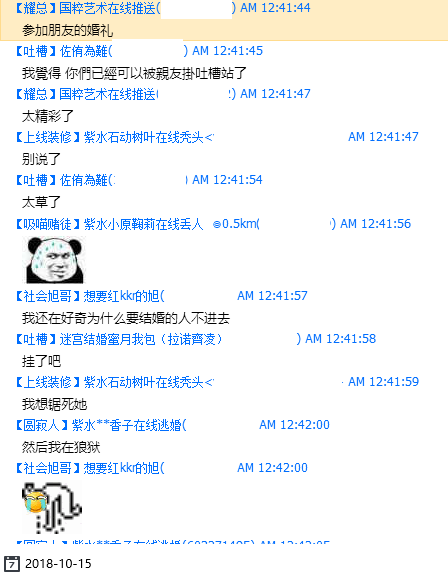 【耀总】国粹艺术在线推送( ) AM 12:41:44
参加朋友的婚礼
【吐槽】佐侑為難( AM 12:41:45
我覺得 你們已經可以被親友掛吐槽站了
【耀总】国粹艺术在线推送( ) AM 12:41:47
太精彩了
【上线装修】紫水石动树叶在线秃头<· AM 12:41:47
别说了
【吐槽】佐侑為難( ) AM 12:41:54
太草了
【吸喵赌徒】紫水小原鞠莉在线丢人 0.5km( ) AM 12:41:56
【社会旭哥】想要红kkr的旭( AM 12:41:57
我还在好奇为什么要结婚的人不进去
【吐槽】迷宫结婚蜜月我包（拉诺齊凌） ) AM 12:41:58
挂了吧
【上线装修】紫水石动树叶在线秃头< AM 12:41:59
我想锯死她
【圆寂人】紫水**香子在线逃婚( AM 12:42:00
然后我在狼狱
【社会旭哥】想要红kkr的旭( AM 12:42:00
2018-10-15